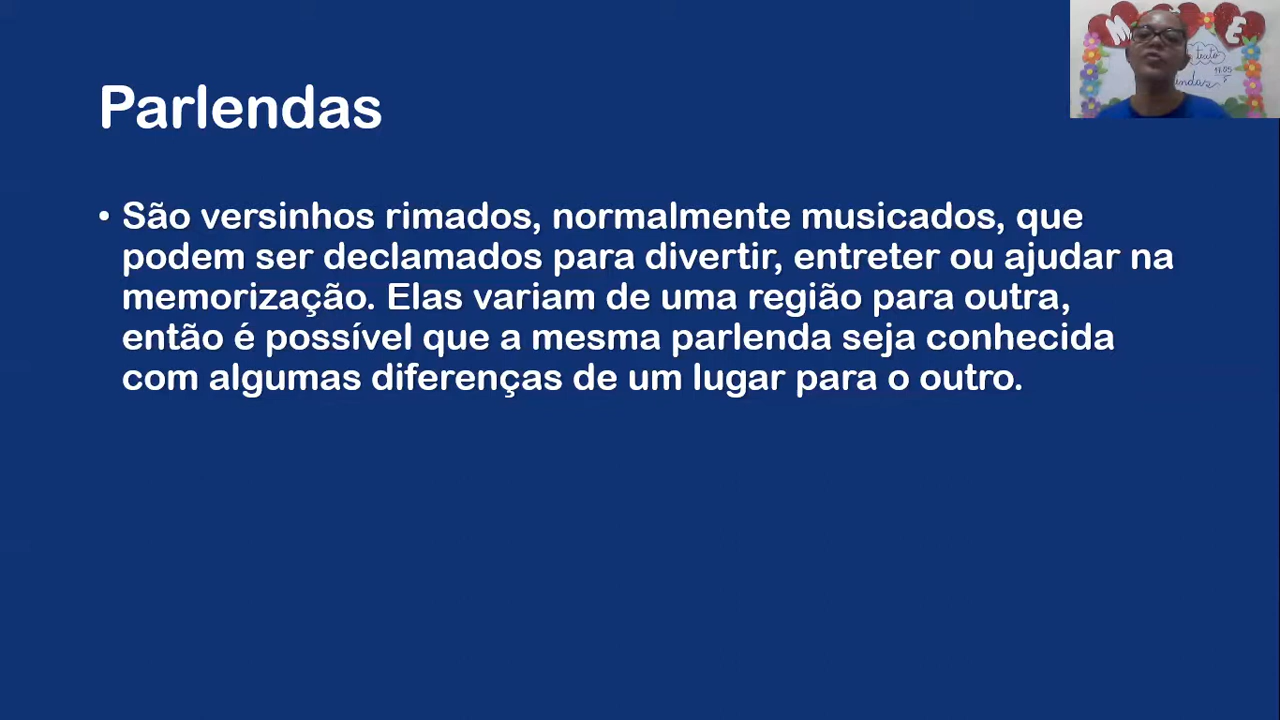 Parlendas
• São versinhos rimados, normalmente musicados, que
podem ser declamados para divertir, entreter ou ajudar na
memorização. Elas variam de uma região para outra,
então é possível que a mesma parlenda seja conhecida
com algumas diferenças de um lugar para o outro.
M E
texto